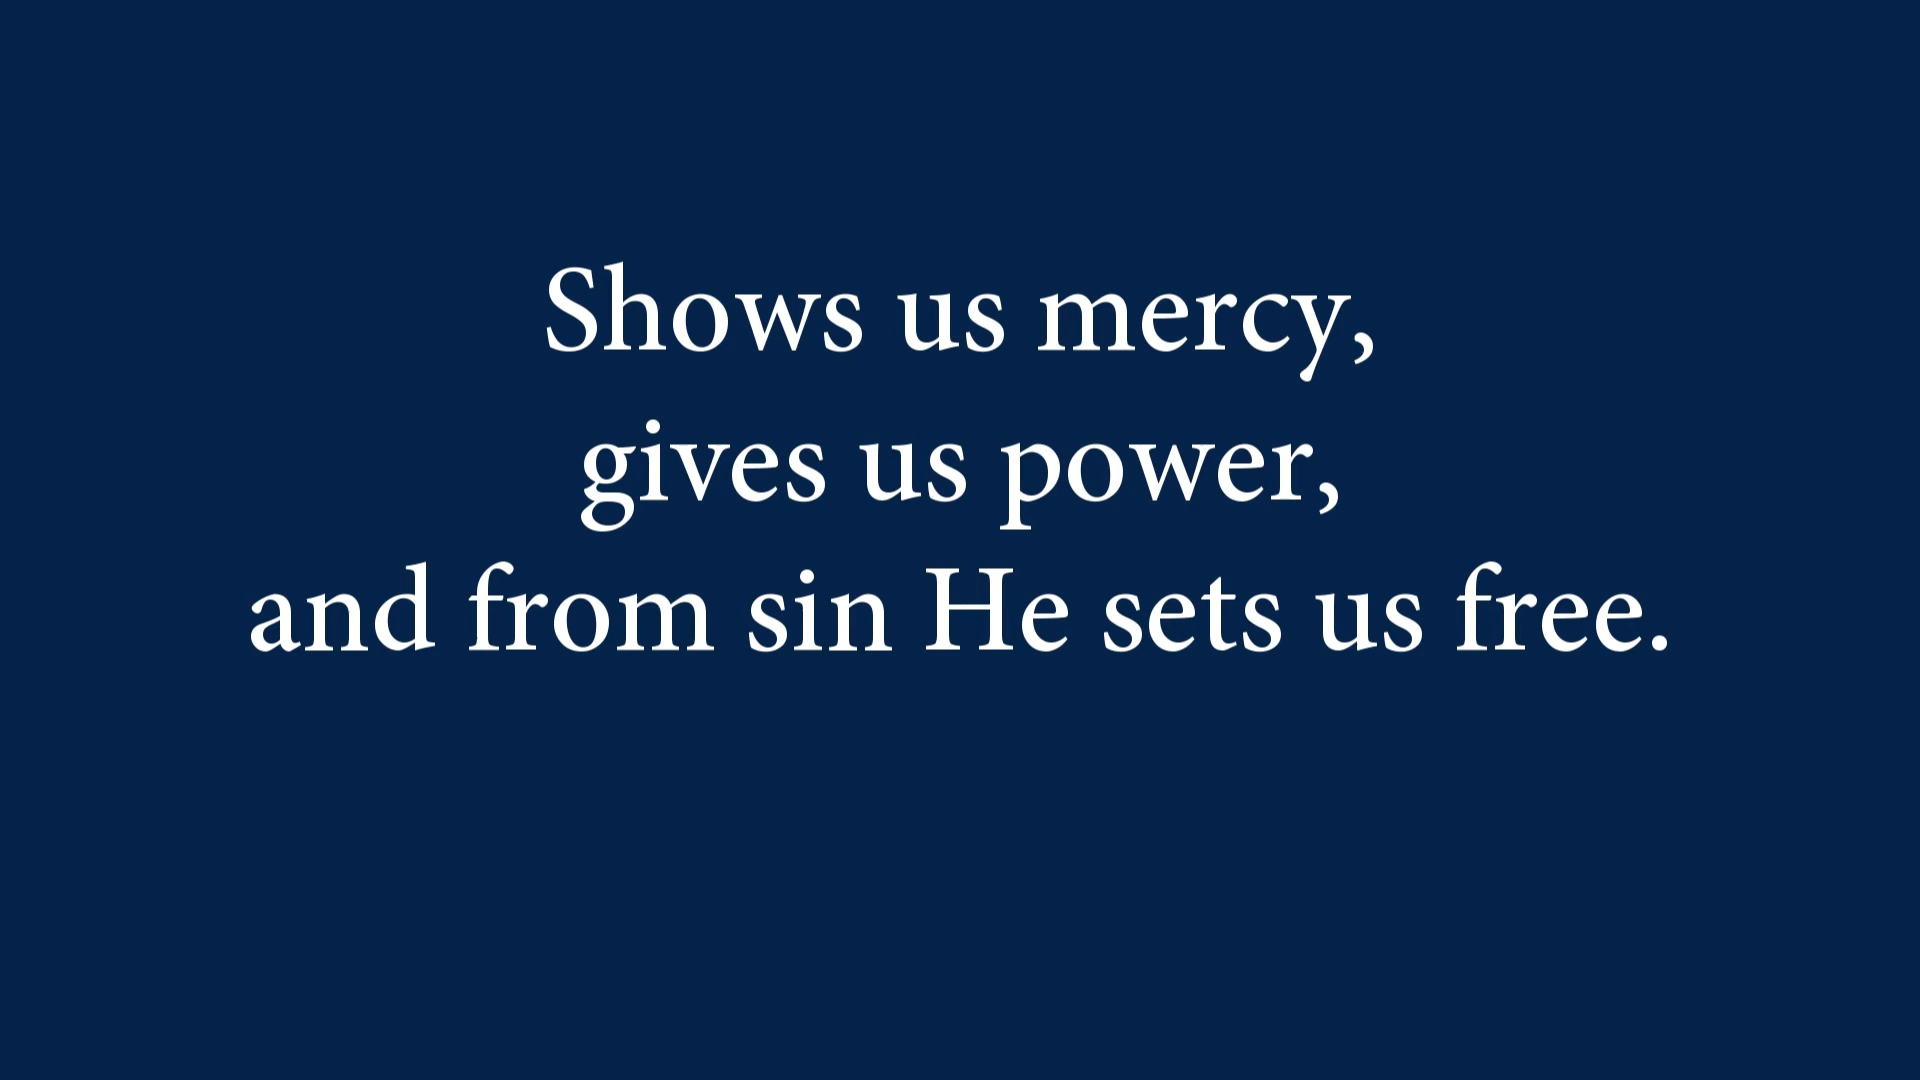 Shows us mercy,
gives us power,
and from sin He sets us free.